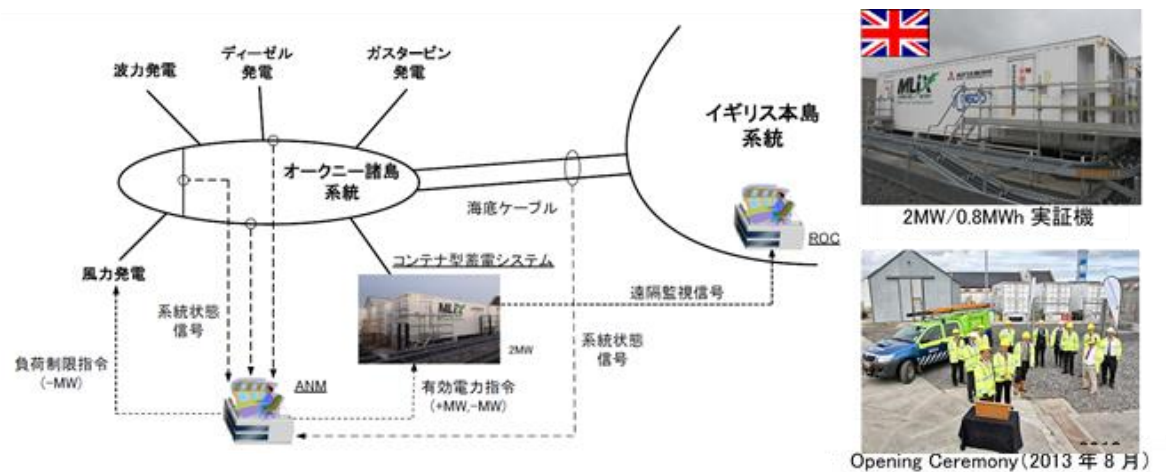 波力発電
ディーゼル
発電
ガスタービン
発電
オークニー諸島
系統
イギリス本島
系統
海底ケーブル
ROC
風力発電
コンテナ型蓄電システム
MLiX
2MW
遠隔監視信号
系統状態
信号
系統状態
信号
負荷制限指令
(-MW)
ANM
有効電力指令
(+MW,-MW)
MLiX
2MW/0.8MWh 実証機
Opening Ceremony(2013 年 8 月)